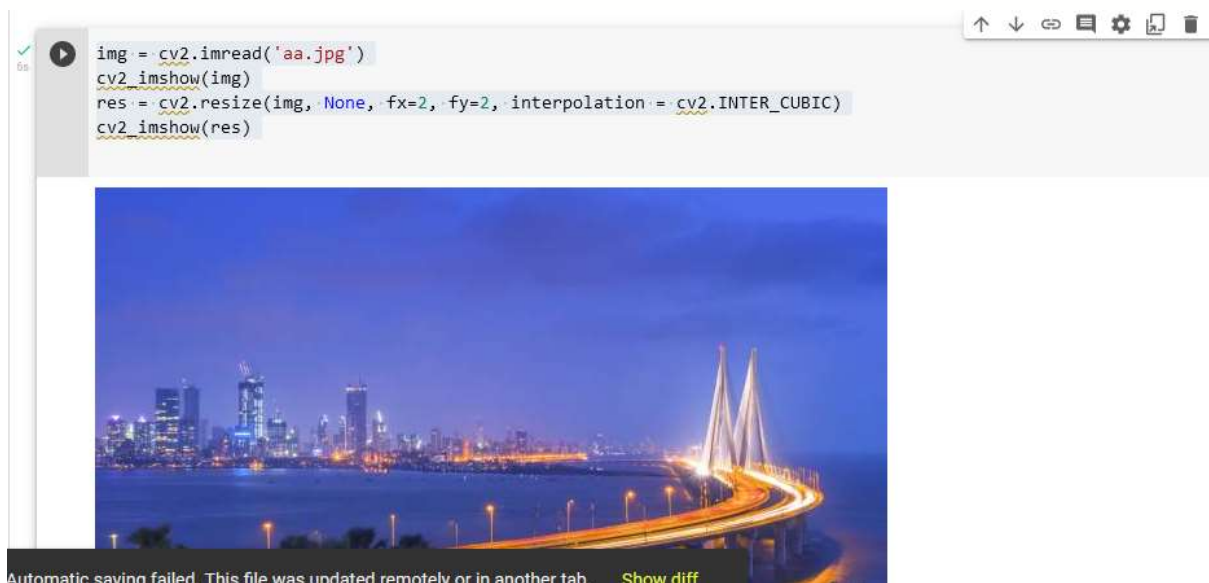 6s
img = cv2.imread('aa.jpg')
cv2_imshow(img)
res = cv2.resize(img, None, fx=2, fy=2, interpolation = cv2.INTER_CUBIC)
cv2_imshow(res)
Automatic saving failed. This file was updated remotely or in another tab. Show diff